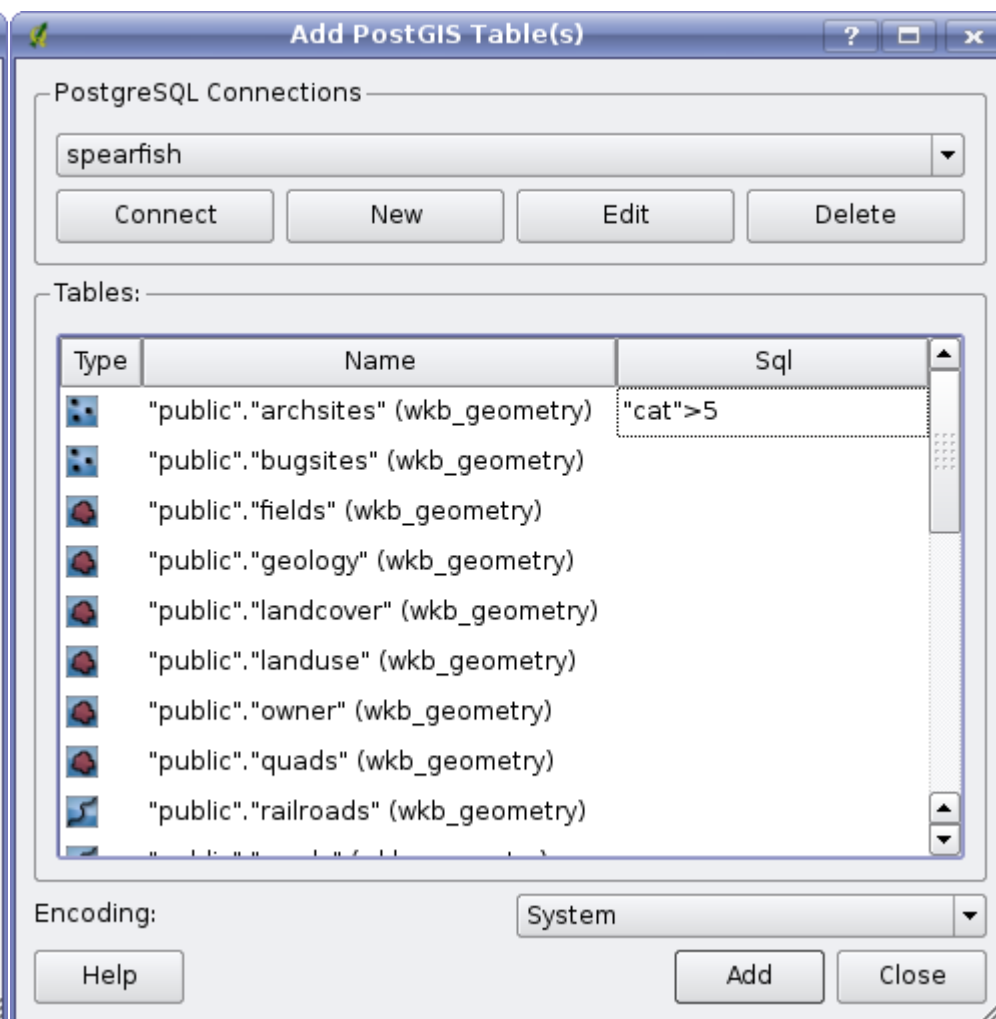 Add PostGIS Table(s)
PostgreSQL Connections
spearfish
Connect New Edit Delete
Tables:
Type Name Sql
"public"."archsites" (wkb_geometry) "cat">5
"public"."bugsites" (wkb_geometry)
"public"."fields" (wkb_geometry)
"public"."geology" (wkb_geometry)
"public"."landcover" (wkb_geometry)
"public"."landuse" (wkb_geometry)
"public"."owner" (wkb_geometry)
"public"."quads" (wkb_geometry)
"public"."railroads" (wkb_geometry)
Encoding: System
Help Add Close